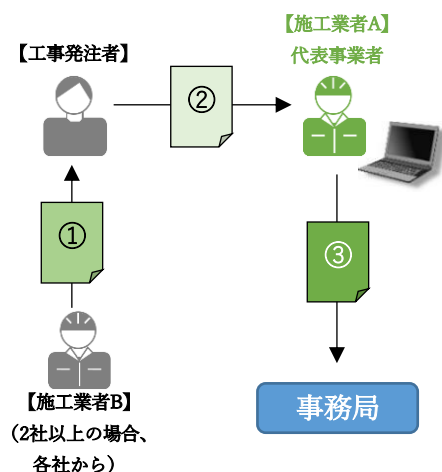 【施工業者A】
代表事業者
【工事発注者】
②
①
③
【施工業者B】
（2社以上の場合、
各社から）
事務局